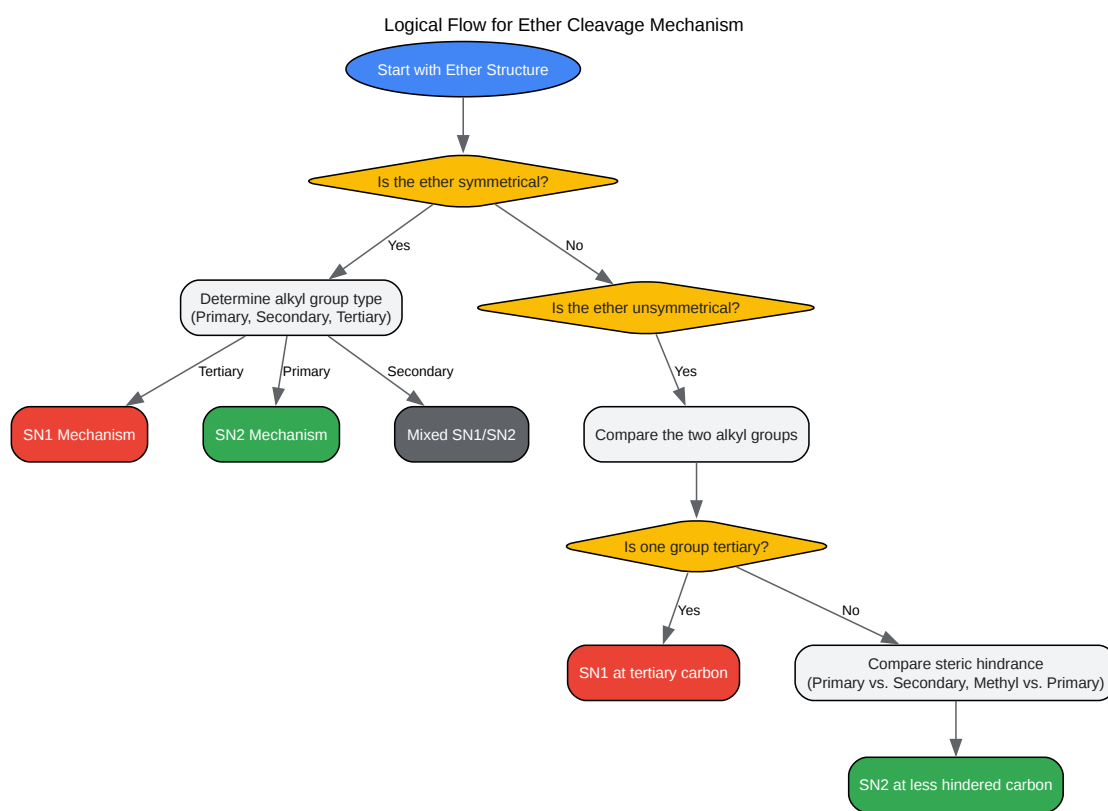 Logical Flow for Ether Cleavage Mechanism
Start with Ether Structure
Is the ether symmetrical?
Yes
No
Determine alkyl group type
(Primary, Secondary, Tertiary)
Is the ether unsymmetrical?
Tertiary
Primary
Secondary
Yes
SN1 Mechanism
SN2 Mechanism
Mixed SN1/SN2
Compare the two alkyl groups
Is one group tertiary?
Yes
No
SN1 at tertiary carbon
Compare steric hindrance
(Primary vs. Secondary, Methyl vs. Primary)
SN2 at less hindered carbon